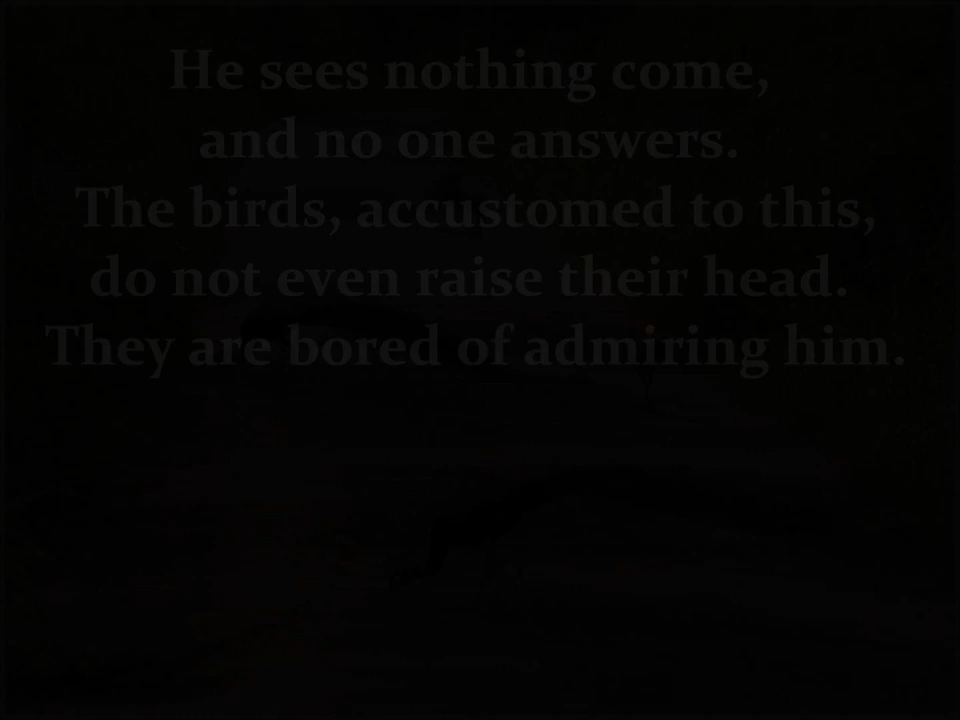 He sees nothing come,
and no one answers.
The birds, accustomed to this,
do not even raise their head.
They are bored of admiring him.